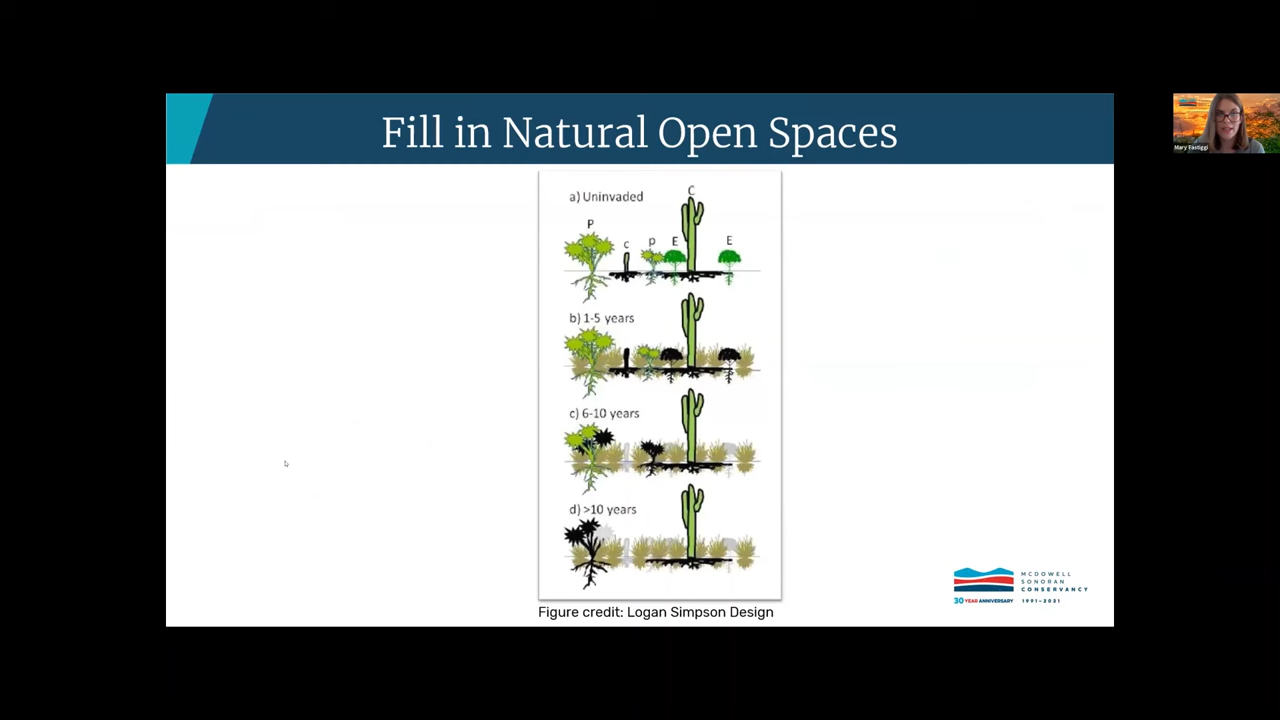 Fill in Natural Open Spaces
Mary Fastiggi
a) Uninvaded
C
P
c
p
E
E
b) 1-5 years
c) 6-10 years
d) >10 years
MCDOWELL
SONORAN
CONSERVANCY
30 YEAR ANNIVERSARY 1991-2021
Figure credit: Logan Simpson Design